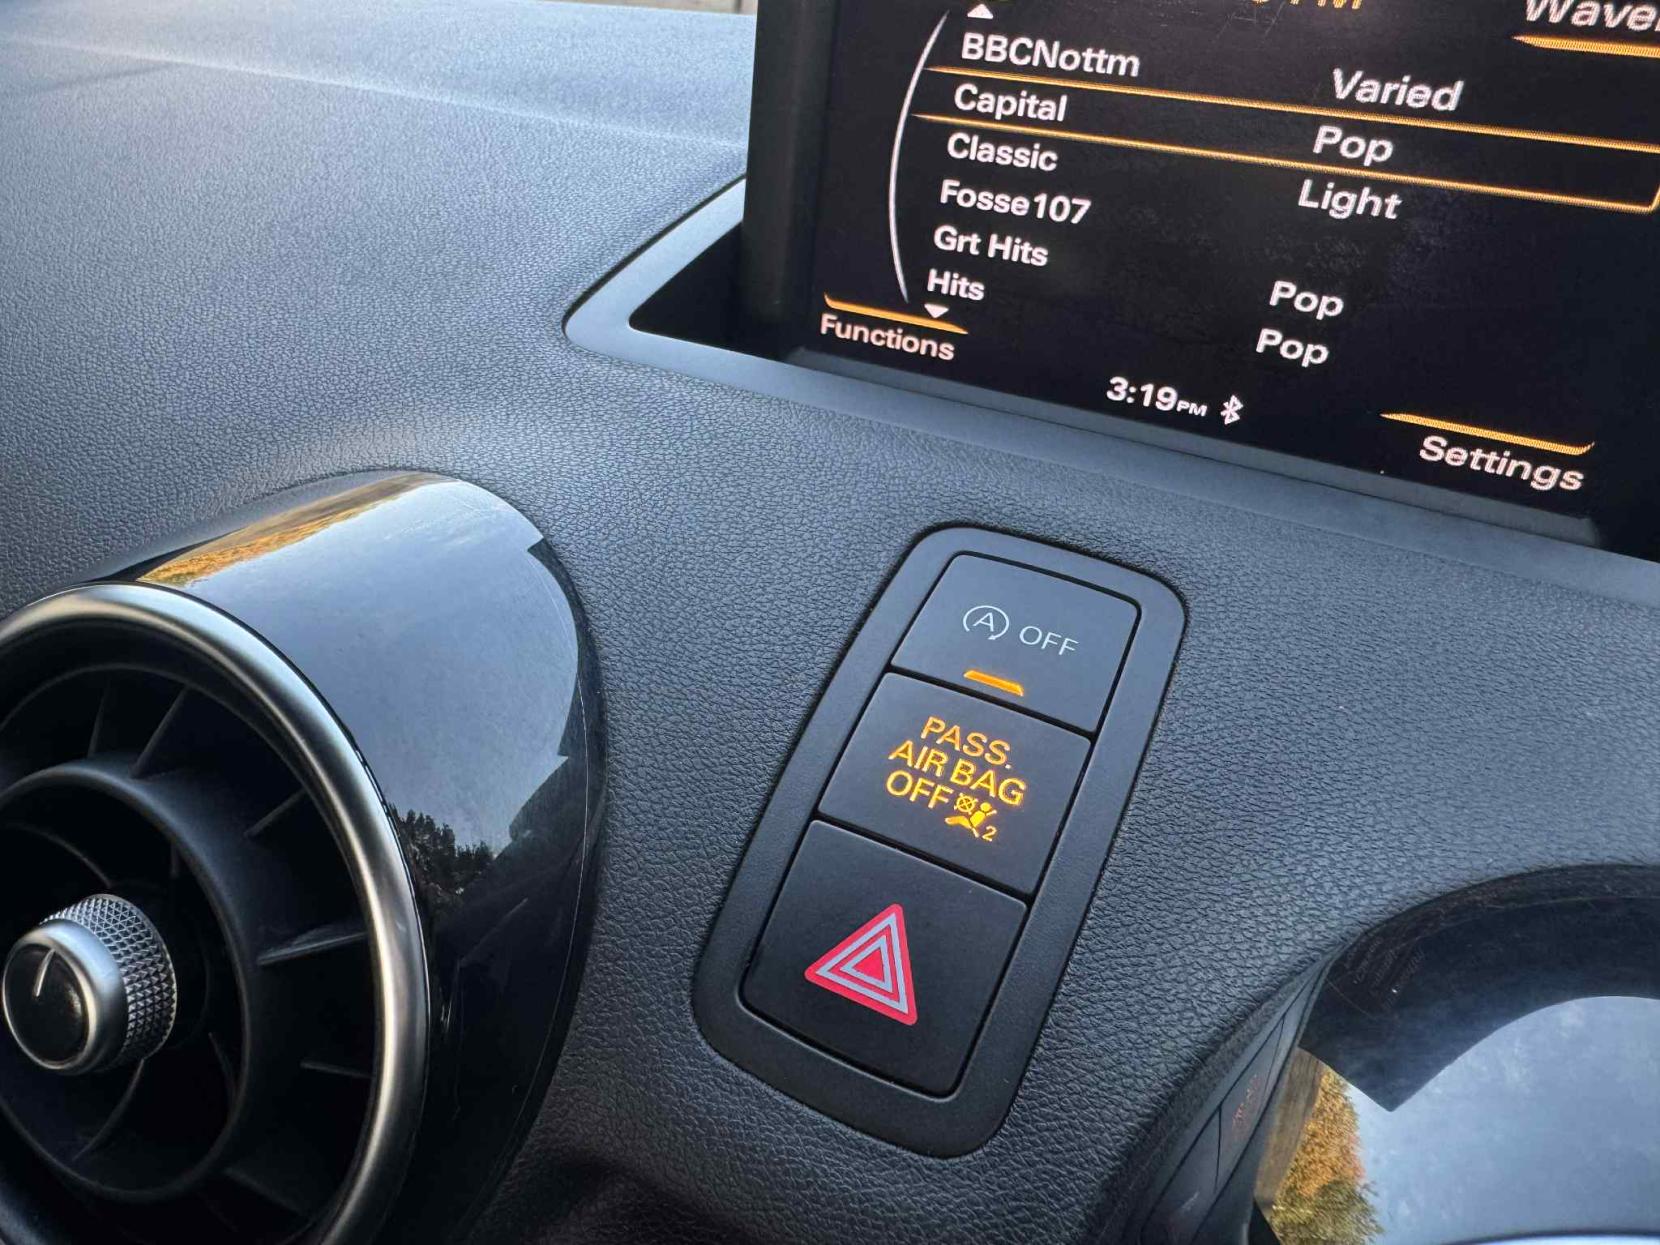 BBCNottm Varied
Capital Pop
Classic Light
Fosse107
Grt Hits Pop
Hits Pop
Functions
3:19PM
Settings
A OFF
PASS.
AIR BAG
OFF 2